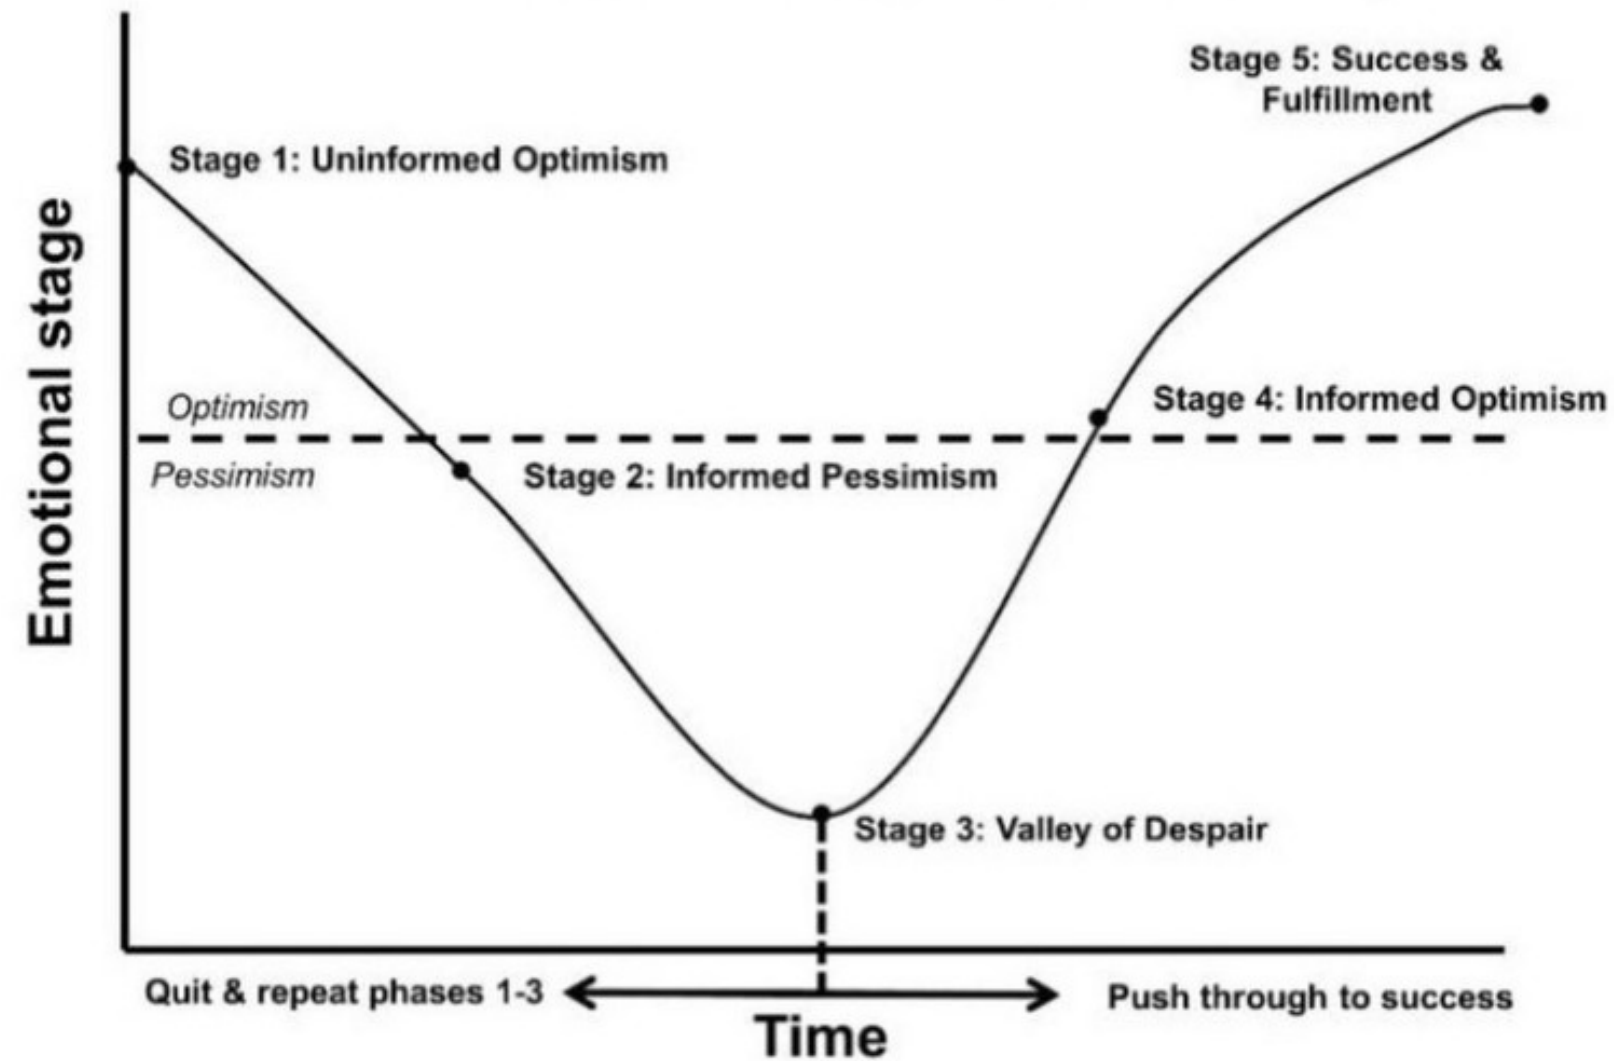 Stage 5: Success &
Fulfillment
Stage 1: Uninformed Optimism
Emotional stage
Optimism
Stage 4: Informed Optimism
Pessimism
Stage 2: Informed Pessimism
Stage 3: Valley of Despair
Quit & repeat phases 1-3
Push through to success
Time